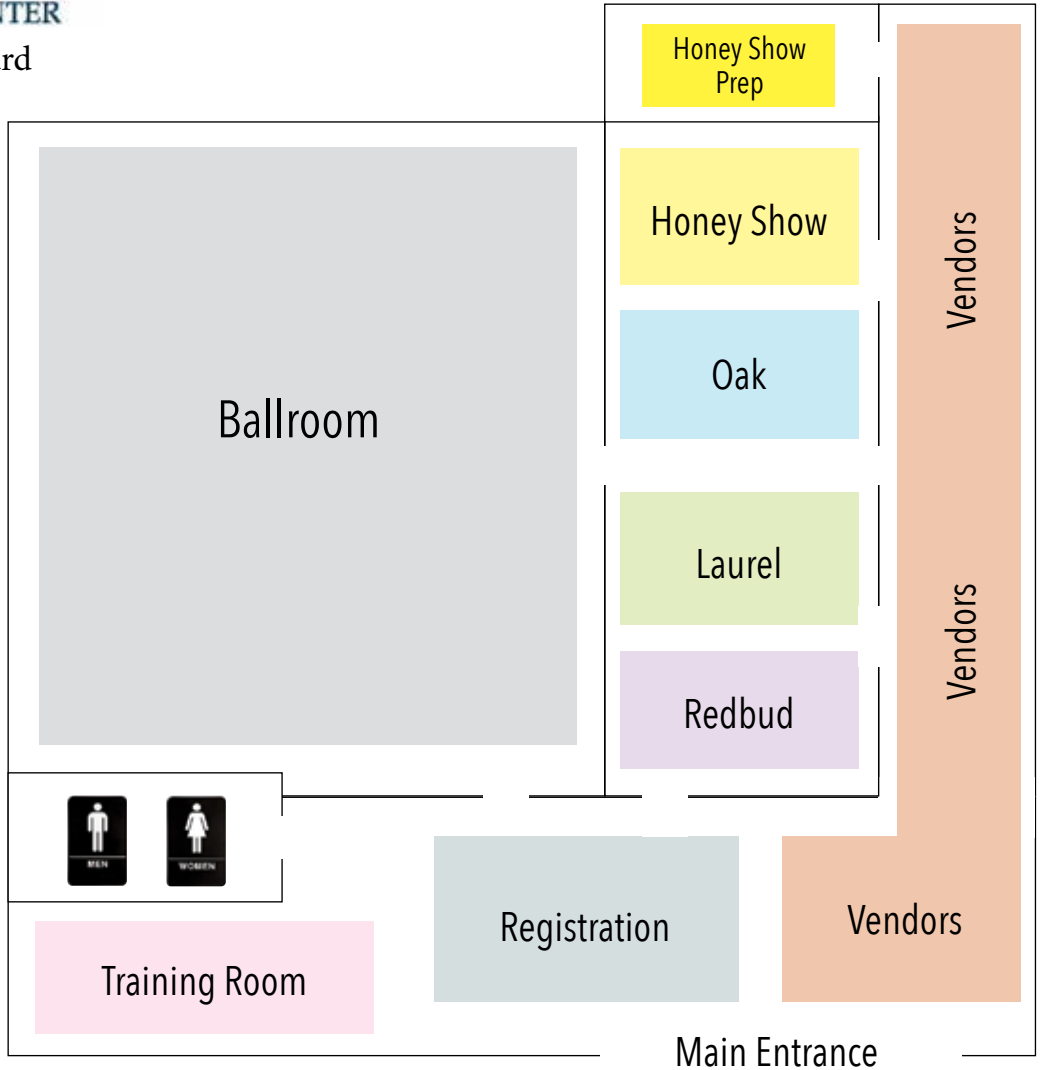 Honey Show
Prep
Honey Show
Vendors
Oak
Ballroom
Laurel
Vendors
Redbud
MEN
WOMEN
Registration
Vendors
Training Room
Main Entrance